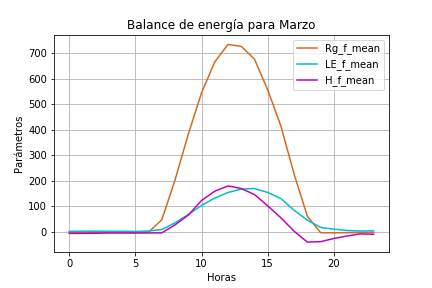 Balance de energía para Marzo
Rg_f_mean
LE_f_mean
H_f_mean
Parámetros
700
600
500
400
300
200
100
0
0 5 10 15 20
Horas